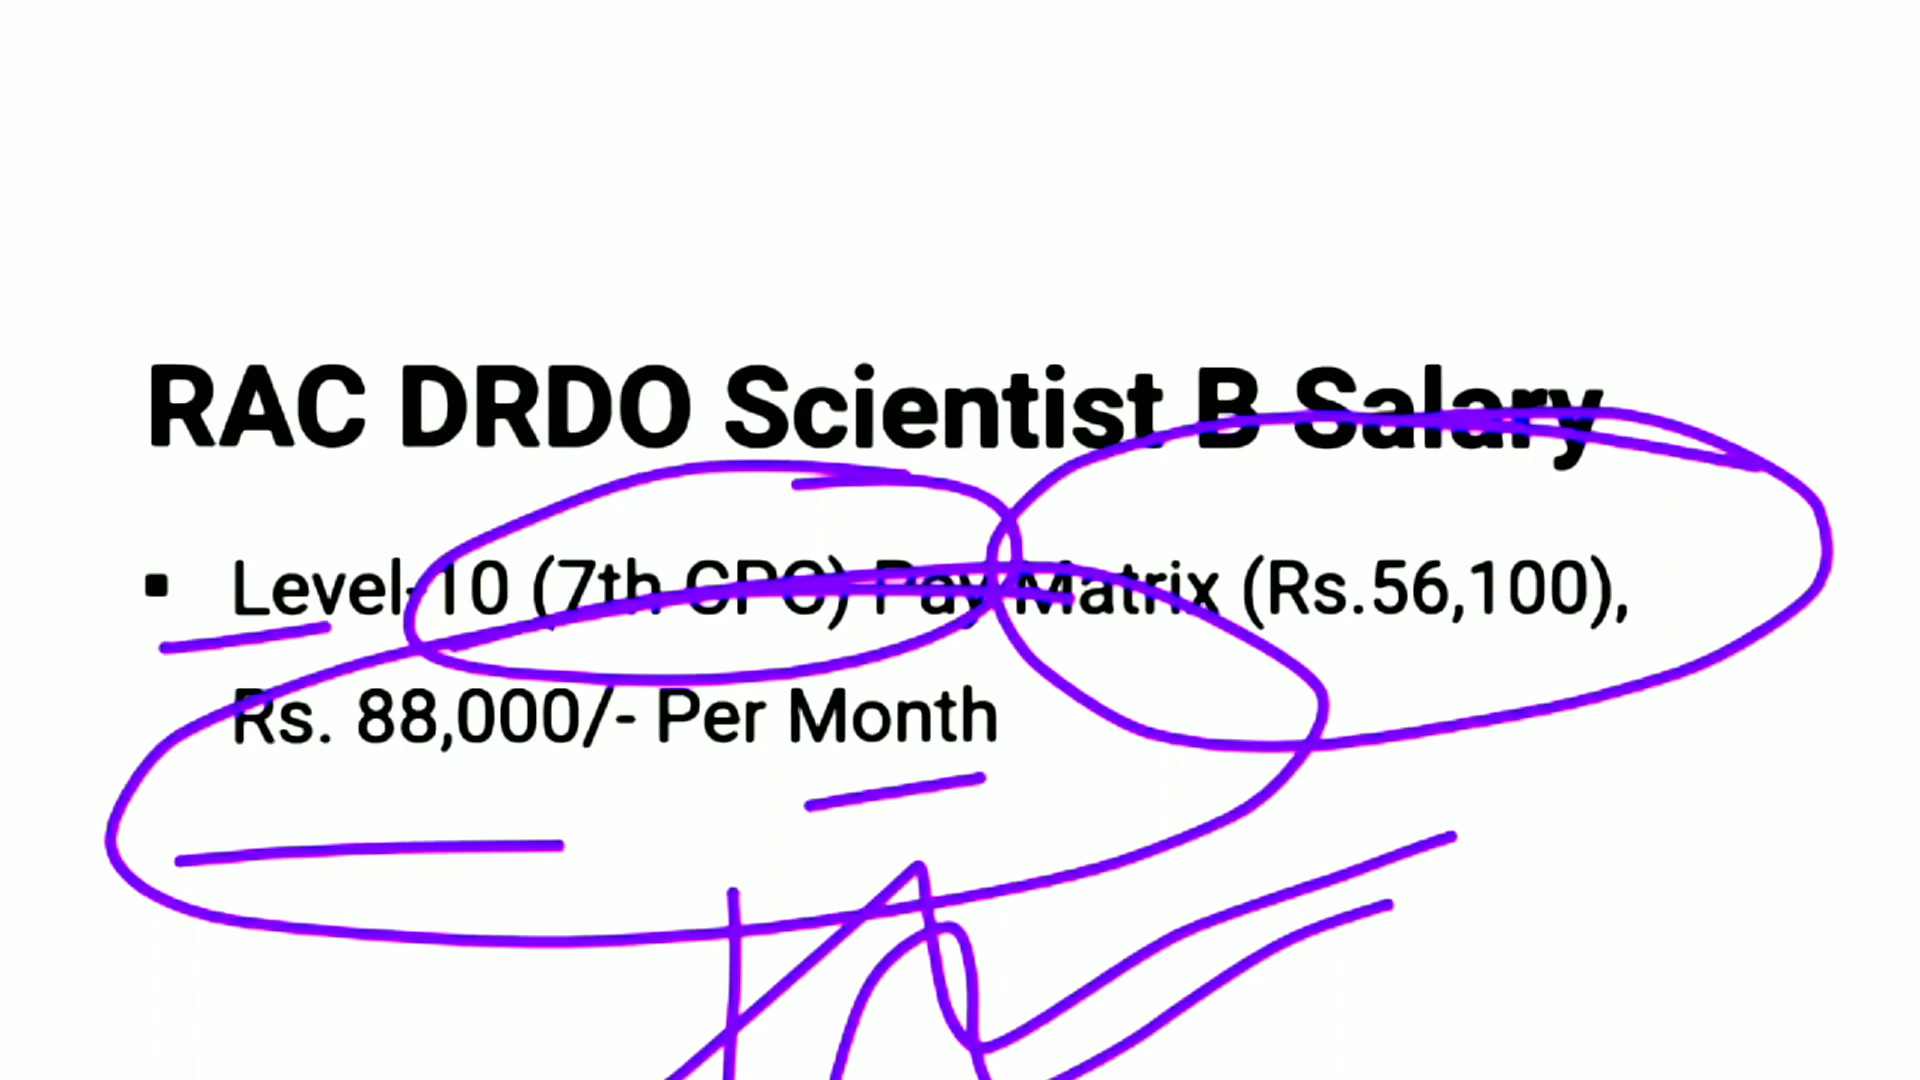 RAC DRDO Scientist B Salary
▪ Level-10 (7th CPC) Pay Matrix (Rs.56,100),
Rs. 88,000/- Per Month